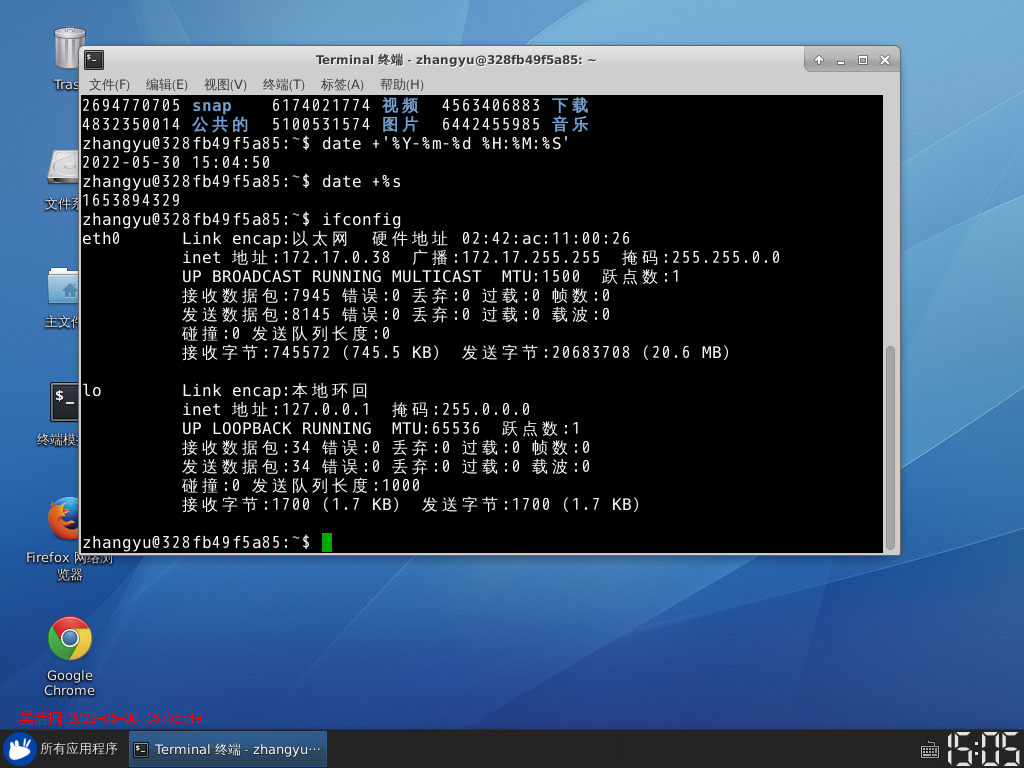 Terminal 终端 - zhangyu@328fb49f5a85: ~
文件(F) 编辑(E) 视图(V) 终端(T) 标签(A) 帮助(H)
2694770705 snap 6174021774 视频 4563406883 下载
4832350014 公共的 5100531574 图片 6442455985 音乐
zhangyu@328fb49f5a85:~$ date +'%Y-%m-%d %H:%M:%S'
2022-05-30 15:04:50
zhangyu@328fb49f5a85:~$ date +%s
1653894329
zhangyu@328fb49f5a85:~$ ifconfig
eth0 Link encap:以太网 硬件地址 02:42:ac:11:00:26
inet 地址:172.17.0.38 广播:172.17.255.255 掩码:255.255.0.0
UP BROADCAST RUNNING MULTICAST MTU:1500 跃点数:1
接收数据包:7945 错误:0 丢弃:0 过载:0 帧数:0
发送数据包:8145 错误:0 丢弃:0 过载:0 载波:0
碰撞:0 发送队列长度:0
接收字节:745572 (745.5 KB) 发送字节:20683708 (20.6 MB)
lo Link encap:本地环回
inet 地址:127.0.0.1 掩码:255.0.0.0
UP LOOPBACK RUNNING MTU:65536 跃点数:1
接收数据包:34 错误:0 丢弃:0 过载:0 帧数:0
发送数据包:34 错误:0 丢弃:0 过载:0 载波:0
碰撞:0 发送队列长度:1000
接收字节:1700 (1.7 KB) 发送字节:1700 (1.7 KB)
zhangyu@328fb49f5a85:~$
Tras
文件系
主文件
$_
终端模
Firefox 网络浏
览器
Google
Chrome
所有应用程序
Terminal 终端 - zhangyu···
15:05